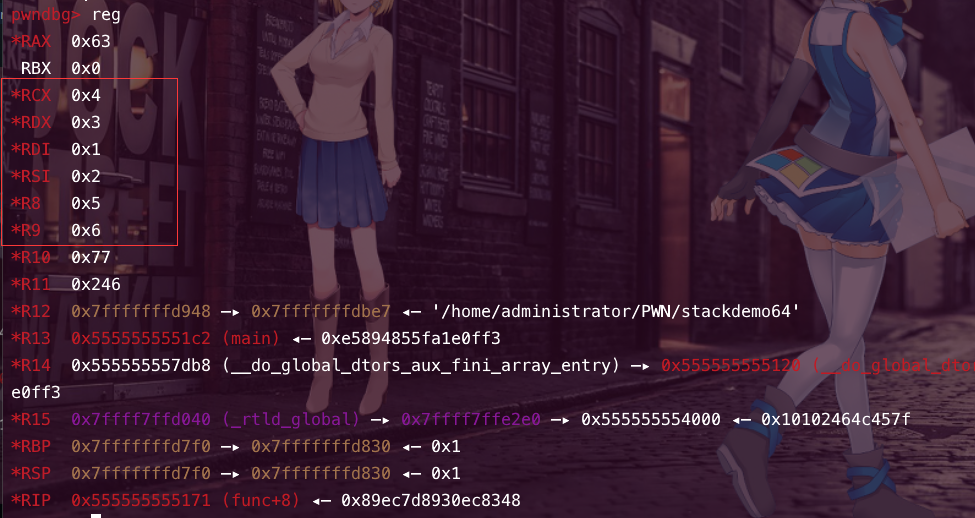 pwndbg> reg
*RAX 0x63
RBX 0x0
*RCX 0x4
*RDX 0x3
*RDI 0x1
*RSI 0x2
*R8 0x5
*R9 0x6
*R10 0x77
*R11 0x246
*R12 0x7fffffffd948 —▸ 0x7fffffffdbe7 ◂— '/home/administrator/PWN/stackdemo64'
*R13 0x5555555551c2 (main) ◂— 0xe5894855fa1e0ff3
*R14 0x555555557db8 (__do_global_dtors_aux_fini_array_entry) —▸ 0x555555555120 (__do_global_dtor
e0ff3
*R15 0x7ffff7ffd040 (_rtld_global) —▸ 0x7ffff7ffe2e0 —▸ 0x555555554000 ◂— 0x10102464c457f
*RBP 0x7fffffffd7f0 —▸ 0x7fffffffd830 ◂— 0x1
*RSP 0x7fffffffd7f0 —▸ 0x7fffffffd830 ◂— 0x1
*RIP 0x555555555171 (func+8) ◂— 0x89ec7d8930ec8348